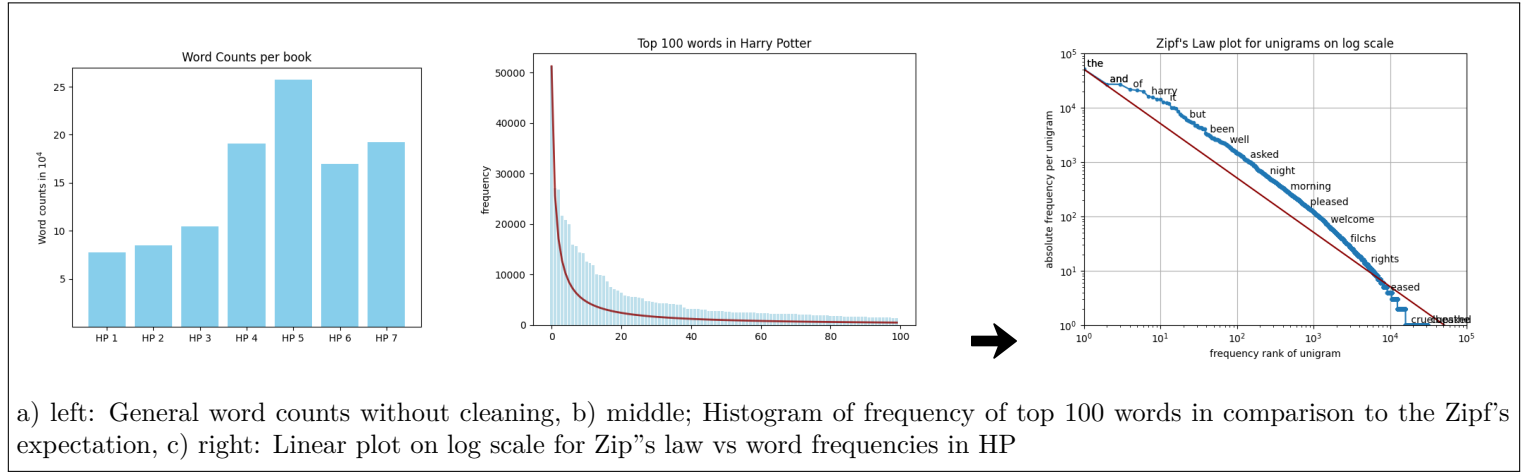 Word Counts per book
Word counts in 10^4
25
20
15
10
5
HP 1 HP 2 HP 3 HP 4 HP 5 HP 6 HP 7
Top 100 words in Harry Potter
frequency
50000
40000
30000
20000
10000
0
0 20 40 60 80 100
Zipf's Law plot for unigrams on log scale
absolute frequency per unigram
10^5
10^4
10^3
10^2
10^1
10^0
the
and
of
harry
it
but
been
well
asked
night
morning
pleased
welcome
filchs
rights
eased
10^0 10^1 10^2 10^3 10^4 10^5
frequency rank of unigram
a) left: General word counts without cleaning, b) middle; Histogram of frequency of top 100 words in comparison to the Zipf's
expectation, c) right: Linear plot on log scale for Zip"s law vs word frequencies in HP